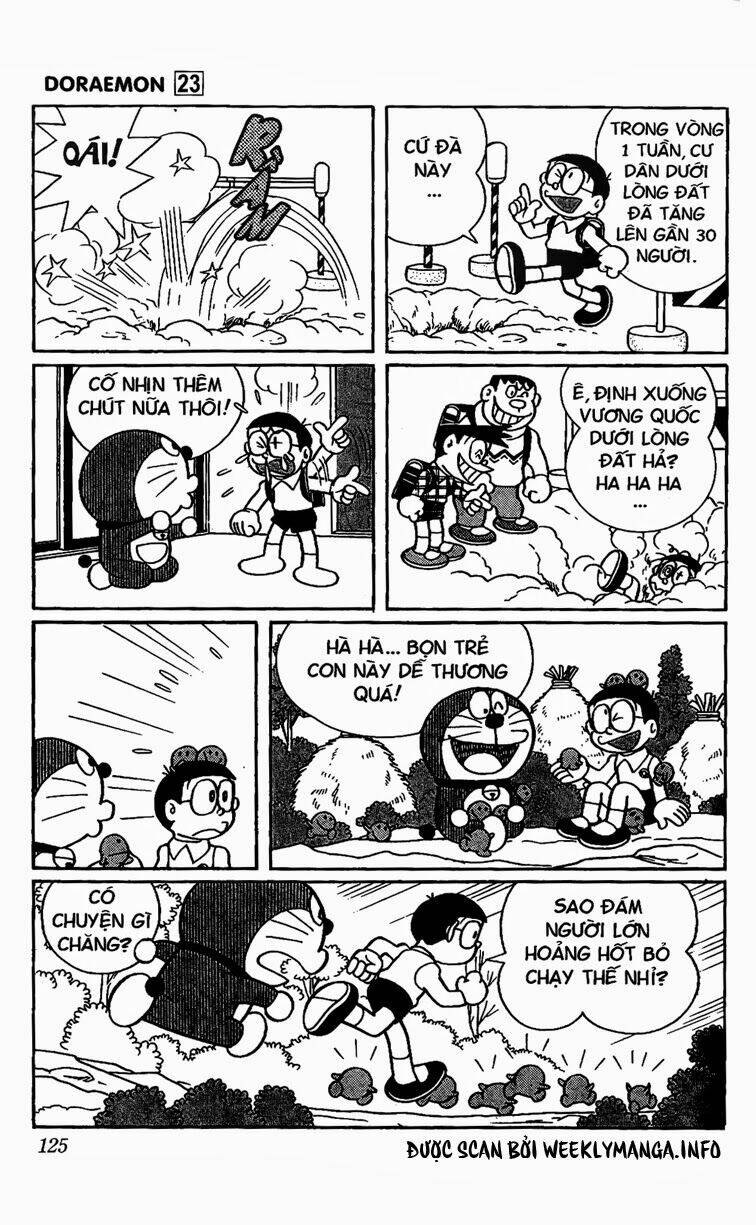 DORAEMON 23
TRONG VÒNG
1 TUẦN, CƯ
DÂN DƯỚI
LÒNG ĐẤT
ĐÃ TĂNG
LÊN GẦN 30
NGƯỜI.
CỨ ĐÀ
NÀY
...
RẦM
OÁI!
Ê, ĐỊNH XUỐNG
VƯƠNG QUỐC
DƯỚI LÒNG
ĐẤT HẢ?
HA HA HA
...
CỐ NHỊN THÊM
CHÚT NỮA THÔI!
HÀ HÀ... BỌN TRẺ
CON NÀY DỄ THƯƠNG
QUÁ!
SAO ĐÁM
NGƯỜI LỚN
HOẢNG HỐT BỎ
CHẠY THẾ NHỈ?
CÓ
CHUYỆN GÌ
CHĂNG?
125
ĐƯỢC SCAN BỞI WEEKLYMANGA.INFO